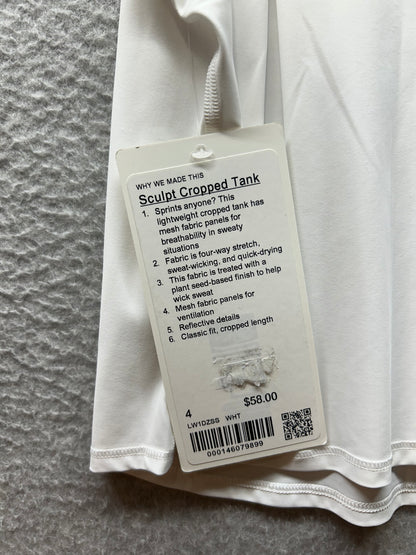 WHY WE MADE THIS
Sculpt Cropped Tank
1. Sprints anyone? This
lightweight cropped tank has
mesh fabric panels for
breathability in sweaty
situations
2. Fabric is four-way stretch,
sweat-wicking, and quick-drying
3. This fabric is treated with a
plant seed-based finish to help
wick sweat
4. Mesh fabric panels for
ventilation
5. Reflective details
6. Classic fit, cropped length
4 $58.00
LW1DZSS WHT
000146079899